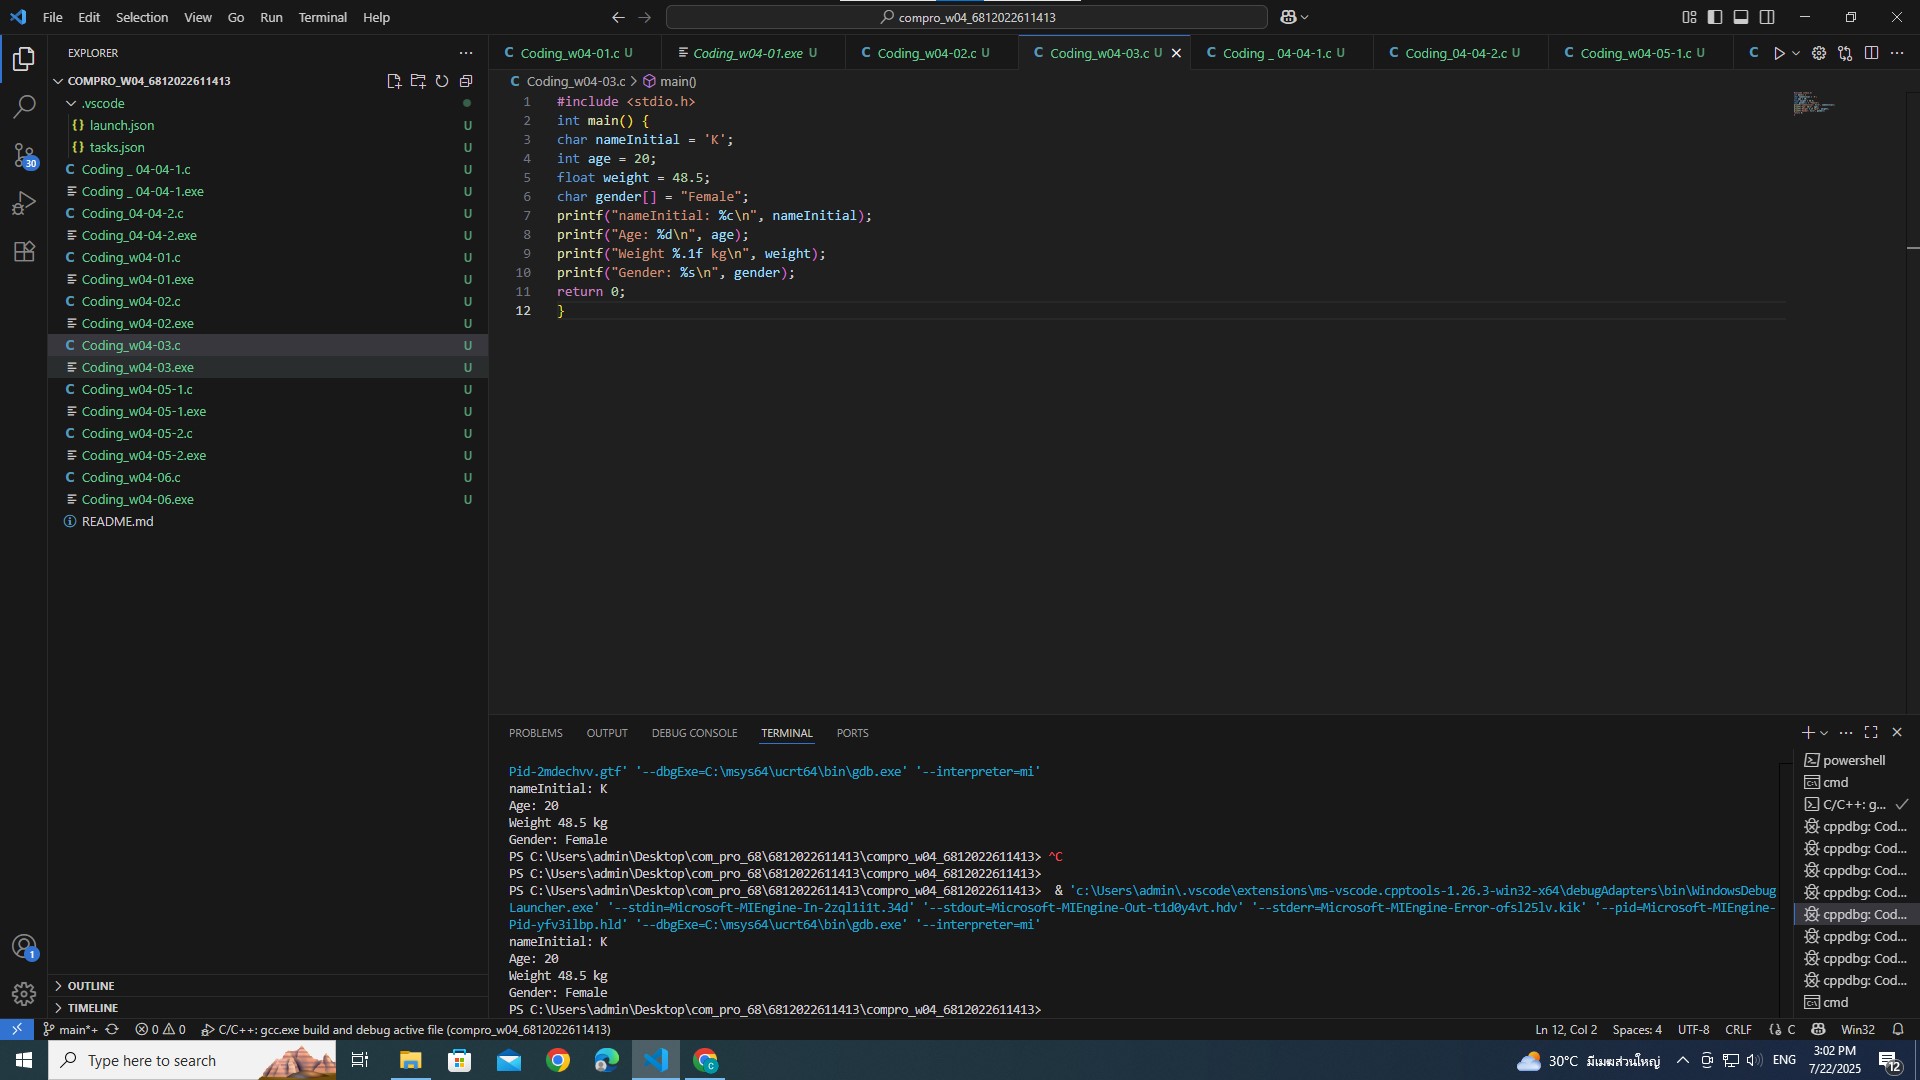 File Edit Selection View Go Run Terminal Help
compro_w04_6812022611413
EXPLORER
COMPRO_W04_6812022611413
.vscode
launch.json U
tasks.json U
Coding _ 04-04-1.c U
Coding _ 04-04-1.exe U
Coding_04-04-2.c U
Coding_04-04-2.exe U
Coding_w04-01.c U
Coding_w04-01.exe U
Coding_w04-02.c U
Coding_w04-02.exe U
Coding_w04-03.c U
Coding_w04-03.exe U
Coding_w04-05-1.c U
Coding_w04-05-1.exe U
Coding_w04-05-2.c U
Coding_w04-05-2.exe U
Coding_w04-06.c U
Coding_w04-06.exe U
README.md
OUTLINE
TIMELINE
30
1
C Coding_w04-01.c U Coding_w04-01.exe U C Coding_w04-02.c U C Coding_w04-03.c U C Coding _ 04-04-1.c U C Coding_04-04-2.c U C Coding_w04-05-1.c U C
C Coding_w04-03.c > main()
1 #include <stdio.h>
2 int main() {
3 char nameInitial = 'K';
4 int age = 20;
5 float weight = 48.5;
6 char gender[] = "Female";
7 printf("nameInitial: %c\n", nameInitial);
8 printf("Age: %d\n", age);
9 printf("Weight %.1f kg\n", weight);
10 printf("Gender: %s\n", gender);
11 return 0;
12 }
PROBLEMS OUTPUT DEBUG CONSOLE TERMINAL PORTS
Pid-2mdechvv.gtf' '--dbgExe=C:\msys64\ucrt64\bin\gdb.exe' '--interpreter=mi'
nameInitial: K
Age: 20
Weight 48.5 kg
Gender: Female
PS C:\Users\admin\Desktop\com_pro_68\6812022611413\compro_w04_6812022611413> ^C
PS C:\Users\admin\Desktop\com_pro_68\6812022611413\compro_w04_6812022611413>
PS C:\Users\admin\Desktop\com_pro_68\6812022611413\compro_w04_6812022611413>  & 'c:\Users\admin\.vscode\extensions\ms-vscode.cpptools-1.26.3-win32-x64\debugAdapters\bin\WindowsDebug
Launcher.exe' '--stdin=Microsoft-MIEngine-In-2zql1i1t.34d' '--stdout=Microsoft-MIEngine-Out-t1d0y4vt.hdv' '--stderr=Microsoft-MIEngine-Error-ofsl25lv.kik' '--pid=Microsoft-MIEngine-
Pid-yfv3ilbp.hld' '--dbgExe=C:\msys64\ucrt64\bin\gdb.exe' '--interpreter=mi'
nameInitial: K
Age: 20
Weight 48.5 kg
Gender: Female
PS C:\Users\admin\Desktop\com_pro_68\6812022611413\compro_w04_6812022611413>
powershell
cmd
C/C++: g...
cppdbg: Cod...
cppdbg: Cod...
cppdbg: Cod...
cppdbg: Cod...
cppdbg: Cod...
cppdbg: Cod...
cppdbg: Cod...
cppdbg: Cod...
cmd
main*+ 0 0 C/C++: gcc.exe build and debug active file (compro_w04_6812022611413)
Ln 12, Col 2 Spaces: 4 UTF-8 CRLF C Win32
Type here to search
30°C มีเมฆส่วนใหญ่ ENG
3:02 PM
7/22/2025
12